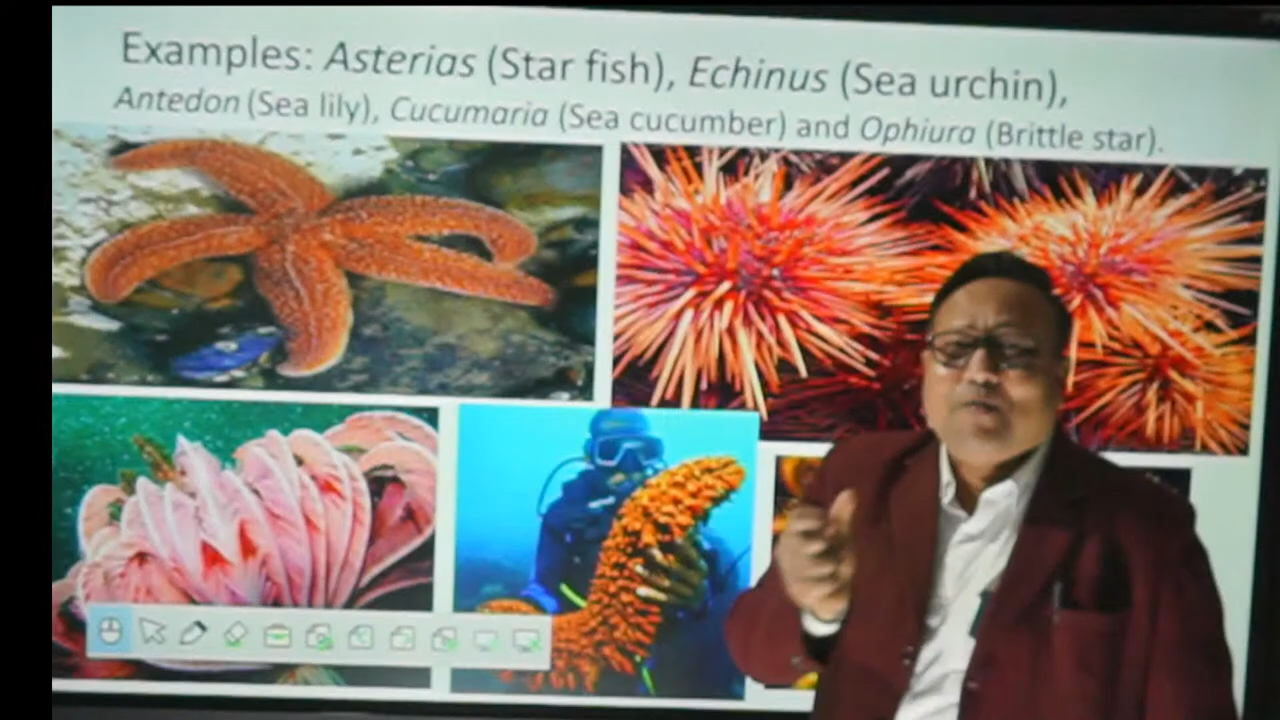 Examples: Asterias (Star fish), Echinus (Sea urchin),
Antedon (Sea lily), Cucumaria (Sea cucumber) and Ophiura (Brittle star).